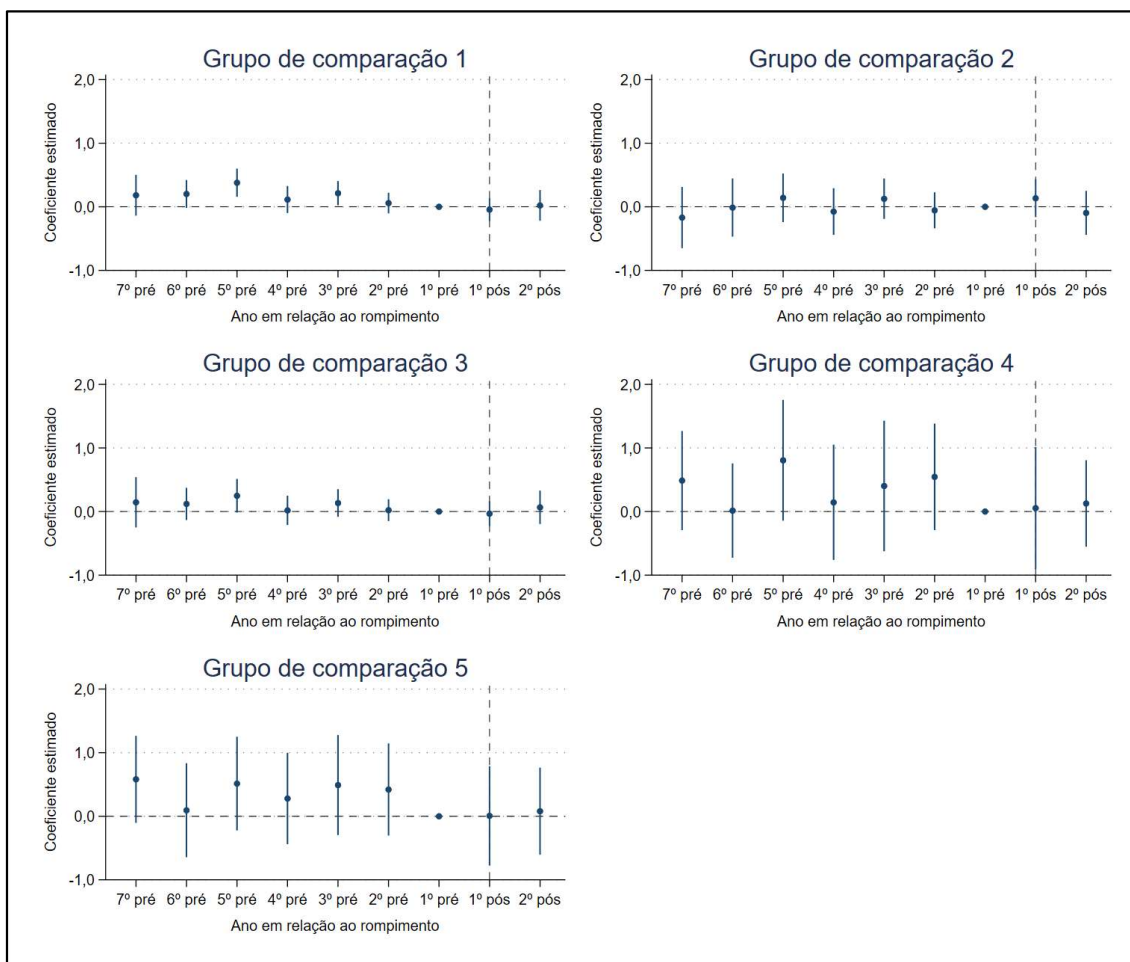 Grupo de comparação 1
2,0
1,0
0,0
-1,0
Coeficiente estimado
7º pré 6º pré 5º pré 4º pré 3º pré 2º pré 1º pré 1º pós 2º pós
Ano em relação ao rompimento
Grupo de comparação 2
2,0
1,0
0,0
-1,0
Coeficiente estimado
7º pré 6º pré 5º pré 4º pré 3º pré 2º pré 1º pré 1º pós 2º pós
Ano em relação ao rompimento
Grupo de comparação 3
2,0
1,0
0,0
-1,0
Coeficiente estimado
7º pré 6º pré 5º pré 4º pré 3º pré 2º pré 1º pré 1º pós 2º pós
Ano em relação ao rompimento
Grupo de comparação 4
2,0
1,0
0,0
-1,0
Coeficiente estimado
7º pré 6º pré 5º pré 4º pré 3º pré 2º pré 1º pré 1º pós 2º pós
Ano em relação ao rompimento
Grupo de comparação 5
2,0
1,0
0,0
-1,0
Coeficiente estimado
7º pré 6º pré 5º pré 4º pré 3º pré 2º pré 1º pré 1º pós 2º pós
Ano em relação ao rompimento